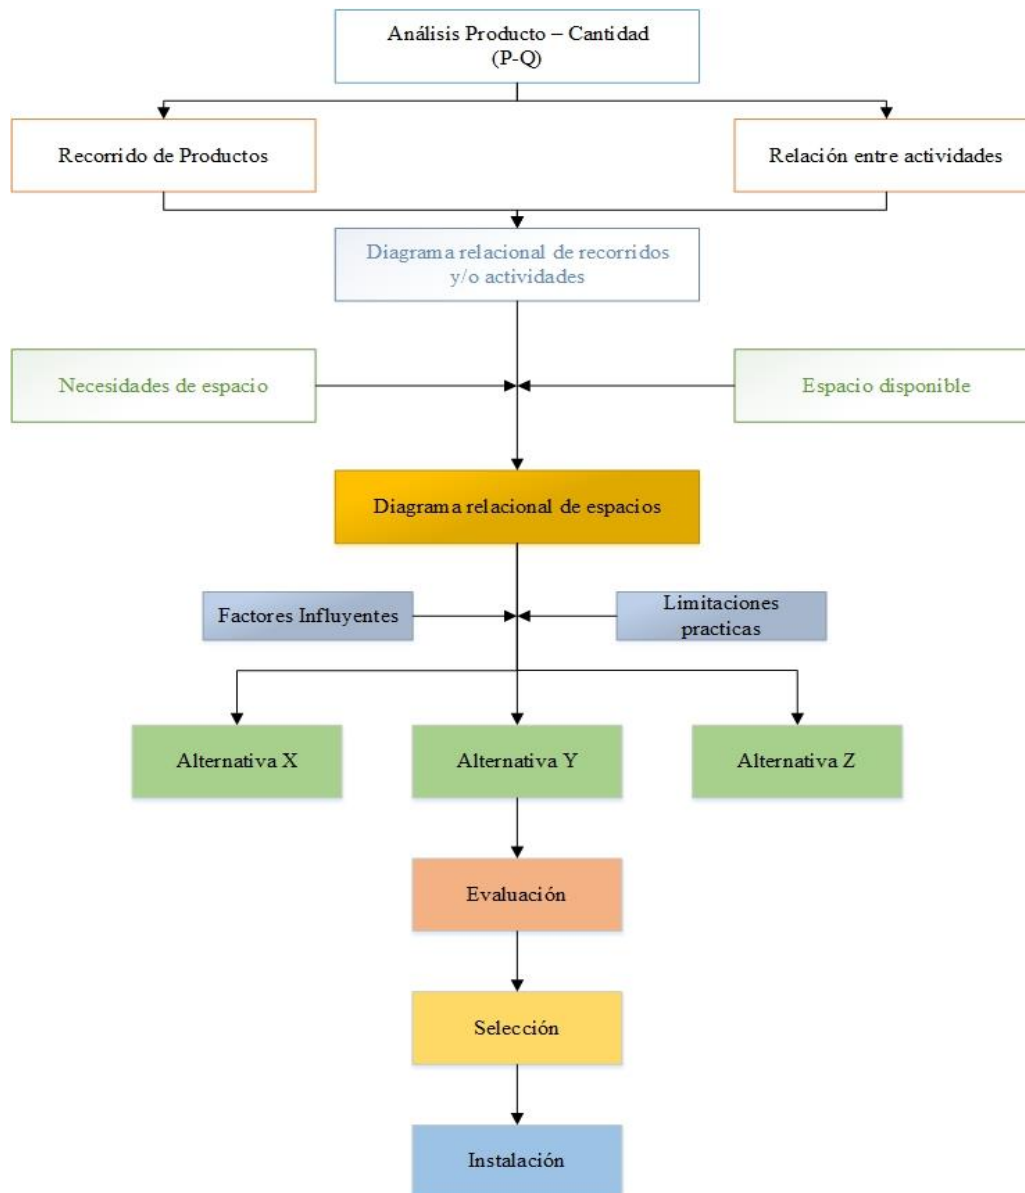 Análisis Producto – Cantidad
(P-Q)
Recorrido de Productos
Relación entre actividades
Diagrama relacional de recorridos
y/o actividades
Necesidades de espacio
Espacio disponible
Diagrama relacional de espacios
Factores Influyentes
Limitaciones
practicas
Alternativa X
Alternativa Y
Alternativa Z
Evaluación
Selección
Instalación